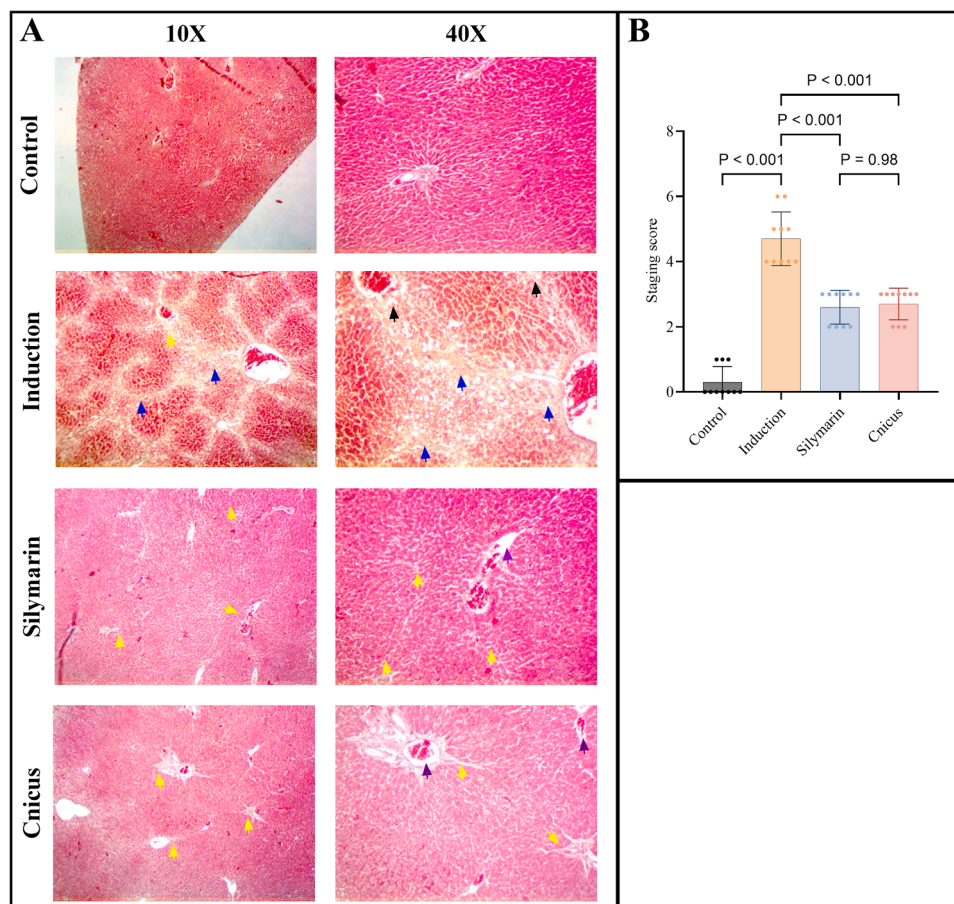 A
10X
40X
Control
Induction
Silymarin
Cnicus
B
P < 0.001
P < 0.001
P < 0.001
P = 0.98
Staging score
8
6
4
2
0
Control
Induction
Silymarin
Cnicus